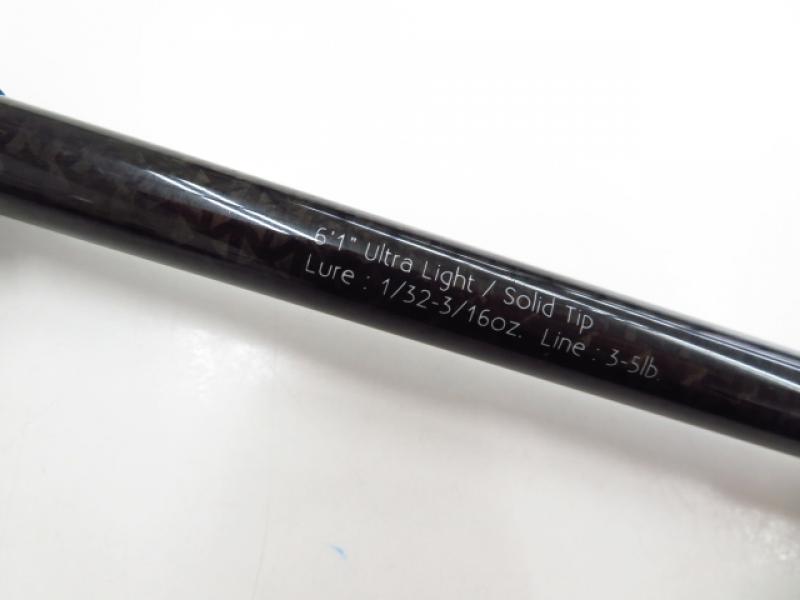 6'1" Ultra Light / Solid Tip
Lure : 1/32-3/16oz. Line : 3-5lb.